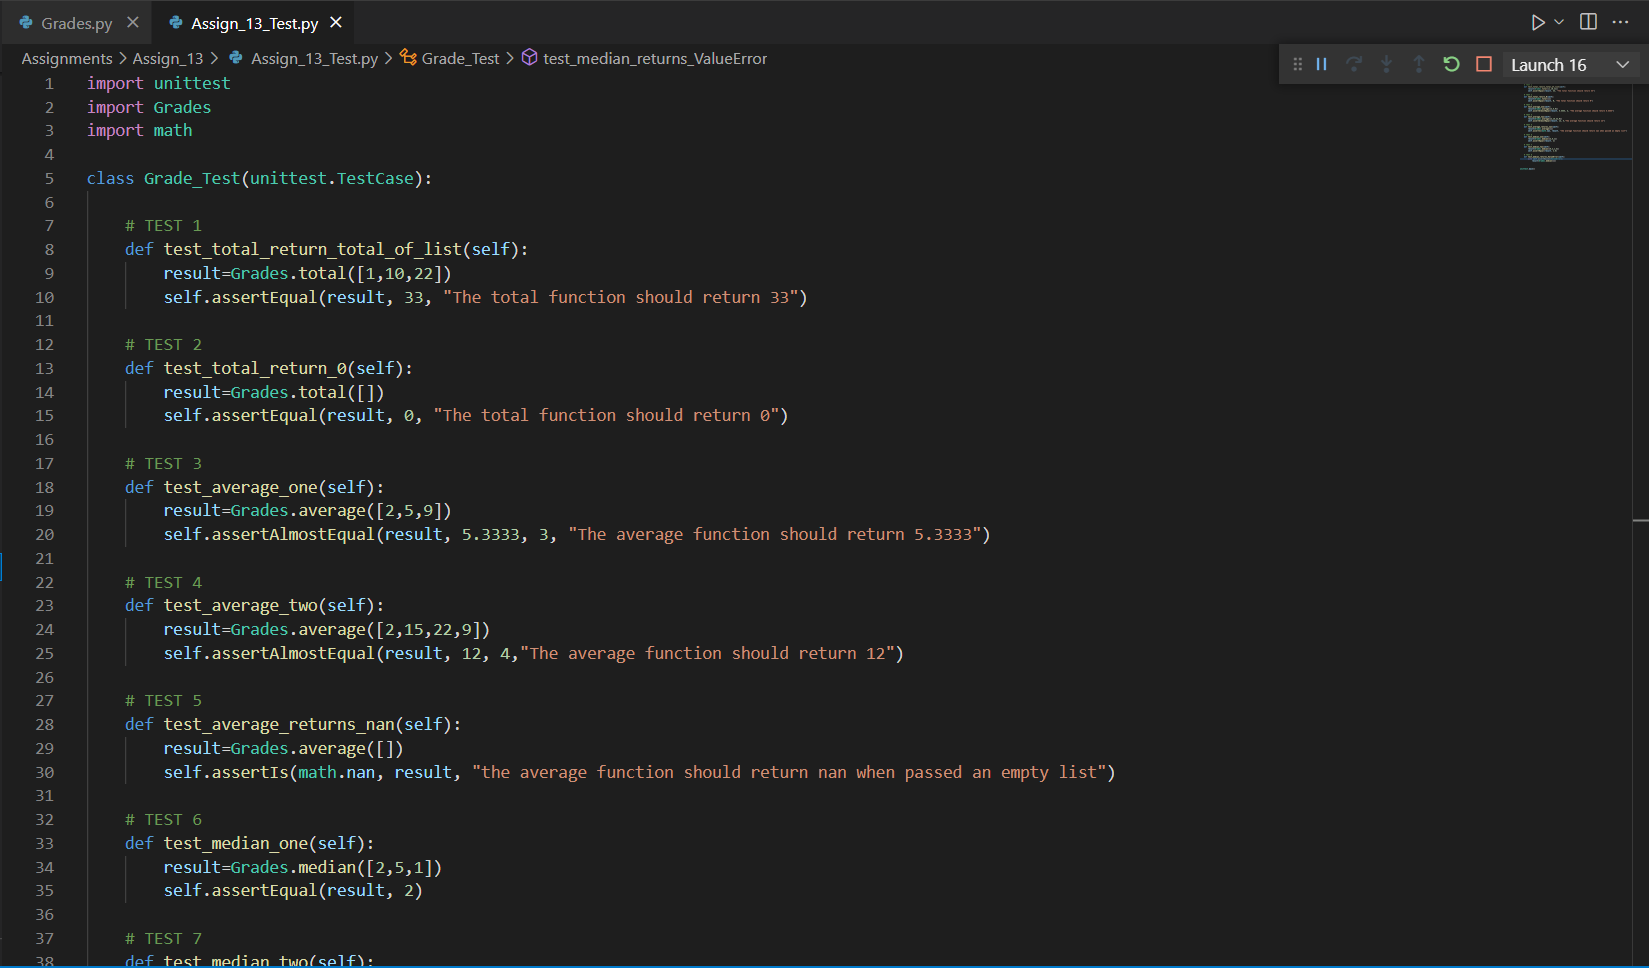 Grades.py
Assign_13_Test.py
Assignments > Assign_13 > Assign_13_Test.py > Grade_Test > test_median_returns_ValueError
Launch 16
1 import unittest
2 import Grades
3 import math
4
5 class Grade_Test(unittest.TestCase):
6
7 # TEST 1
8 def test_total_return_total_of_list(self):
9 result=Grades.total([1,10,22])
10 self.assertEqual(result, 33, "The total function should return 33")
11
12 # TEST 2
13 def test_total_return_0(self):
14 result=Grades.total([])
15 self.assertEqual(result, 0, "The total function should return 0")
16
17 # TEST 3
18 def test_average_one(self):
19 result=Grades.average([2,5,9])
20 self.assertAlmostEqual(result, 5.3333, 3, "The average function should return 5.3333")
21
22 # TEST 4
23 def test_average_two(self):
24 result=Grades.average([2,15,22,9])
25 self.assertAlmostEqual(result, 12, 4,"The average function should return 12")
26
27 # TEST 5
28 def test_average_returns_nan(self):
29 result=Grades.average([])
30 self.assertIs(math.nan, result, "the average function should return nan when passed an empty list")
31
32 # TEST 6
33 def test_median_one(self):
34 result=Grades.median([2,5,1])
35 self.assertEqual(result, 2)
36
37 # TEST 7
38 def test_median_two(self):